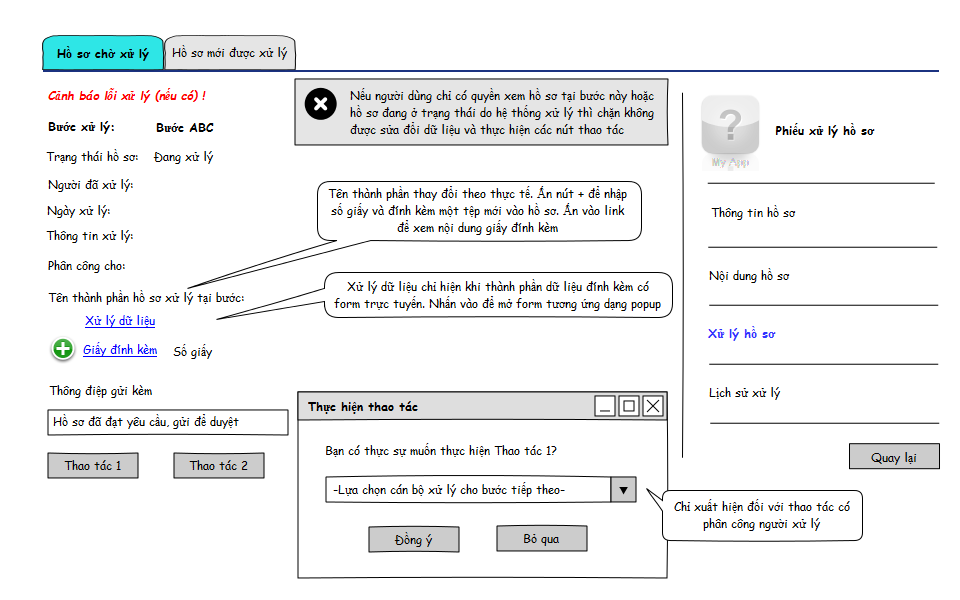 Hồ sơ chờ xử lý
Hồ sơ mới được xử lý
Cảnh báo lỗi xử lý (nếu có) !
Bước xử lý: Bước ABC
Trạng thái hồ sơ: Đang xử lý
Người đã xử lý:
Ngày xử lý:
Thông tin xử lý:
Phân công cho:
Tên thành phần hồ sơ xử lý tại bước:
Xử lý dữ liệu
Giấy đính kèm Số giấy
Thông điệp gửi kèm
Hồ sơ đã đạt yêu cầu, gửi để duyệt
Thao tác 1
Thao tác 2
Nếu người dùng chỉ có quyền xem hồ sơ tại bước này hoặc
hồ sơ đang ở trạng thái do hệ thống xử lý thì chặn không
được sửa đổi dữ liệu và thực hiện các nút thao tác
Tên thành phần thay đổi theo thực tế. Ấn nút + để nhập
số giấy và đính kèm một tệp mới vào hồ sơ. Ấn vào link
để xem nội dung giấy đính kèm
Xử lý dữ liệu chỉ hiện khi thành phần dữ liệu đính kèm có
form trực tuyến. Nhấn vào để mở form tương ứng dạng popup
Thực hiện thao tác
Bạn có thực sự muốn thực hiện Thao tác 1?
-Lựa chọn cán bộ xử lý cho bước tiếp theo-
Đồng ý
Bỏ qua
Chỉ xuất hiện đối với thao tác có
phân công người xử lý
?
My App
Phiếu xử lý hồ sơ
Thông tin hồ sơ
Nội dung hồ sơ
Xử lý hồ sơ
Lịch sử xử lý
Quay lại